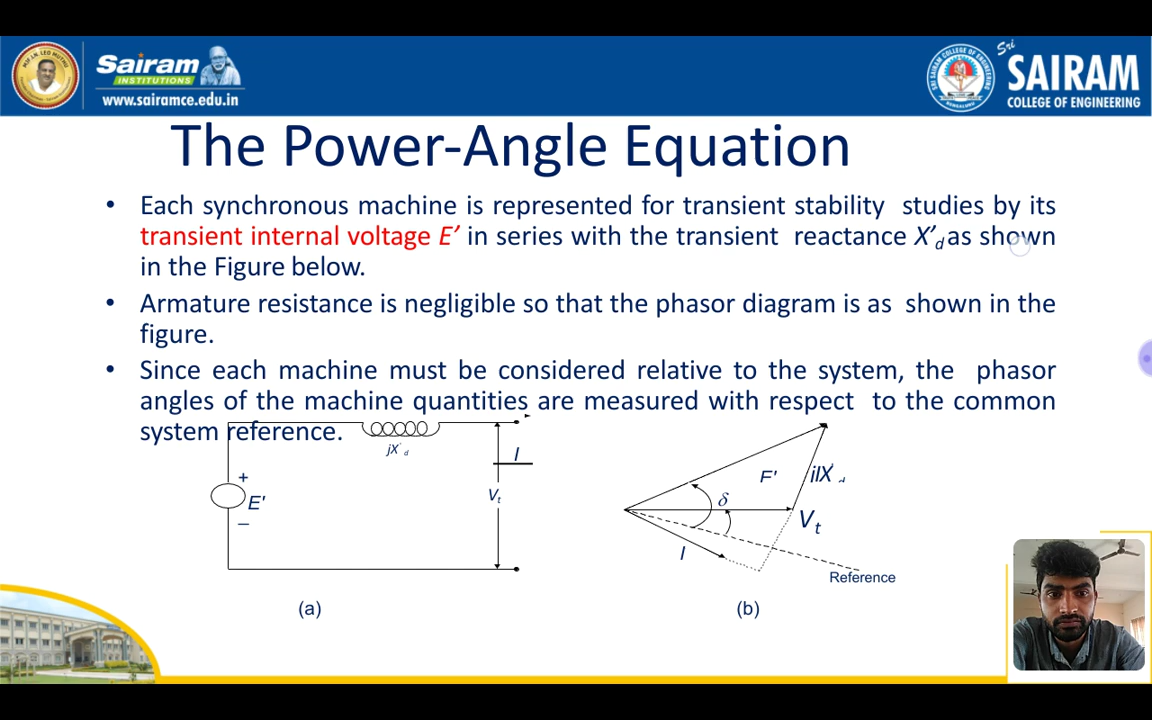 Sairam
INSTITUTIONS
www.sairamce.edu.in
Sri
SAIRAM
COLLEGE OF ENGINEERING
The Power-Angle Equation
• Each synchronous machine is represented for transient stability studies by its
transient internal voltage E’ in series with the transient reactance X’d as shown
in the Figure below.
• Armature resistance is negligible so that the phasor diagram is as shown in the
figure.
• Since each machine must be considered relative to the system, the phasor
angles of the machine quantities are measured with respect to the common
system reference.
jX'd
I
+
E'
–
Vt
F'
iIX'd
δ
Vt
I
Reference
(a)
(b)